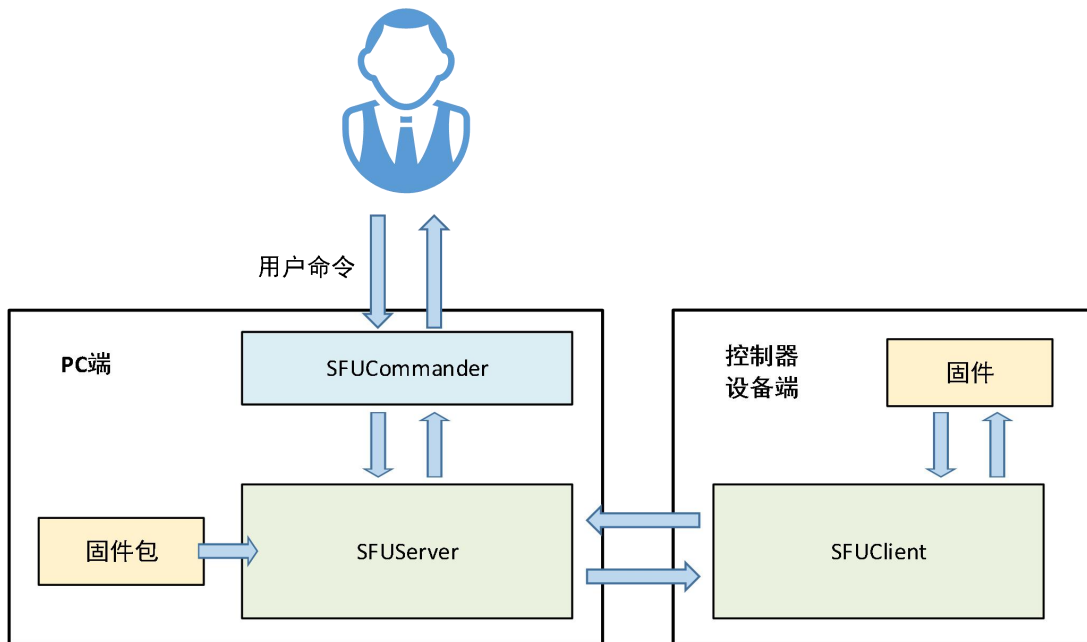 用户命令
PC端
SFUCommander
控制器
设备端
固件
固件包
SFUServer
SFUClient